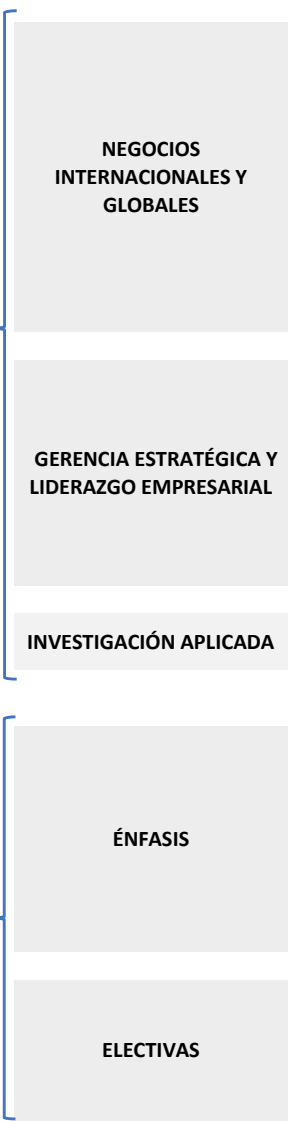 NEGOCIOS
INTERNACIONALES Y
GLOBALES
GERENCIA ESTRATÉGICA Y
LIDERAZGO EMPRESARIAL
INVESTIGACIÓN APLICADA
ÉNFASIS
ELECTIVAS